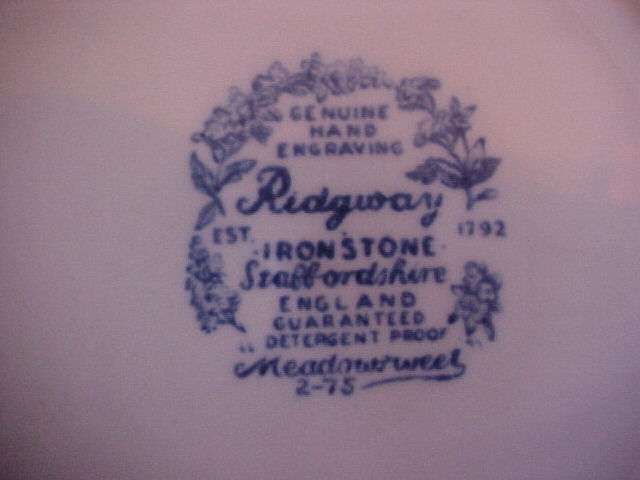 GENUINE
HAND
ENGRAVING
Ridgway
EST. 1792
IRONSTONE
Staffordshire
ENGLAND
GUARANTEED
DETERGENT PROOF
Meadowsweet
2-75